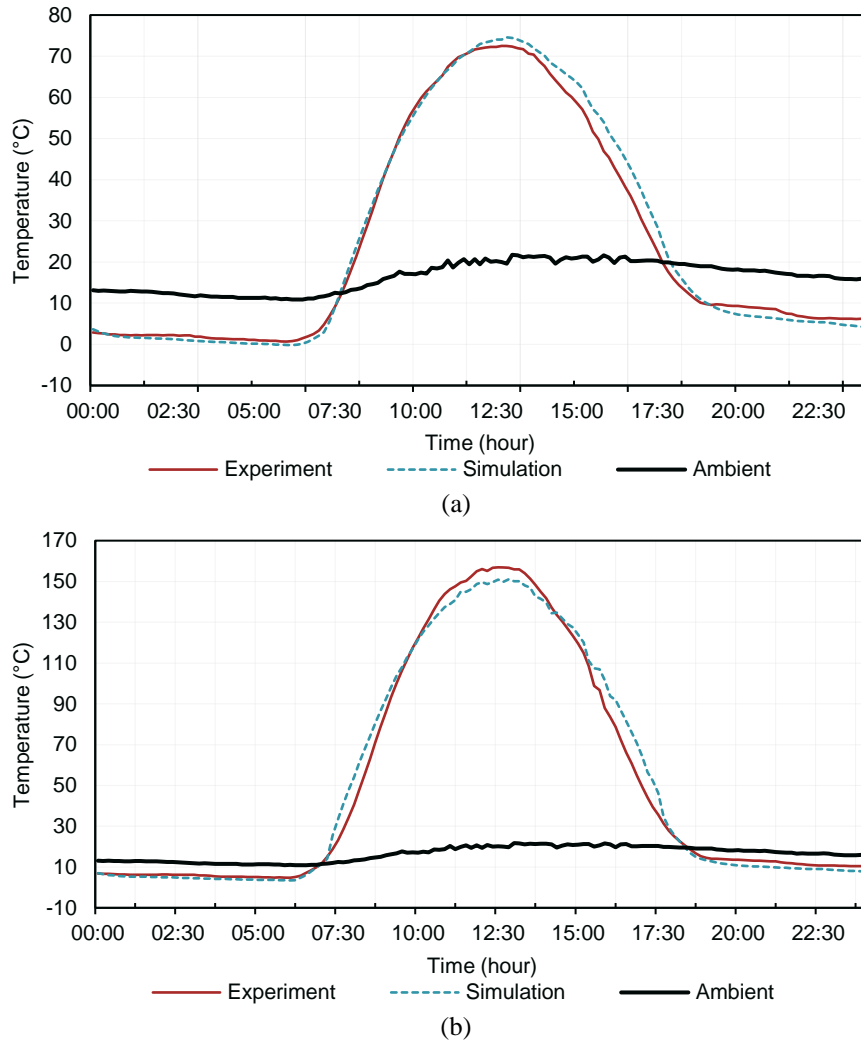 80
70
60
50
40
30
20
10
0
-10
Temperature (°C)
00:00 02:30 05:00 07:30 10:00 12:30 15:00 17:30 20:00 22:30
Time (hour)
Experiment Simulation Ambient
(a)
170
150
130
110
90
70
50
30
10
-10
Temperature (°C)
00:00 02:30 05:00 07:30 10:00 12:30 15:00 17:30 20:00 22:30
Time (hour)
Experiment Simulation Ambient
(b)